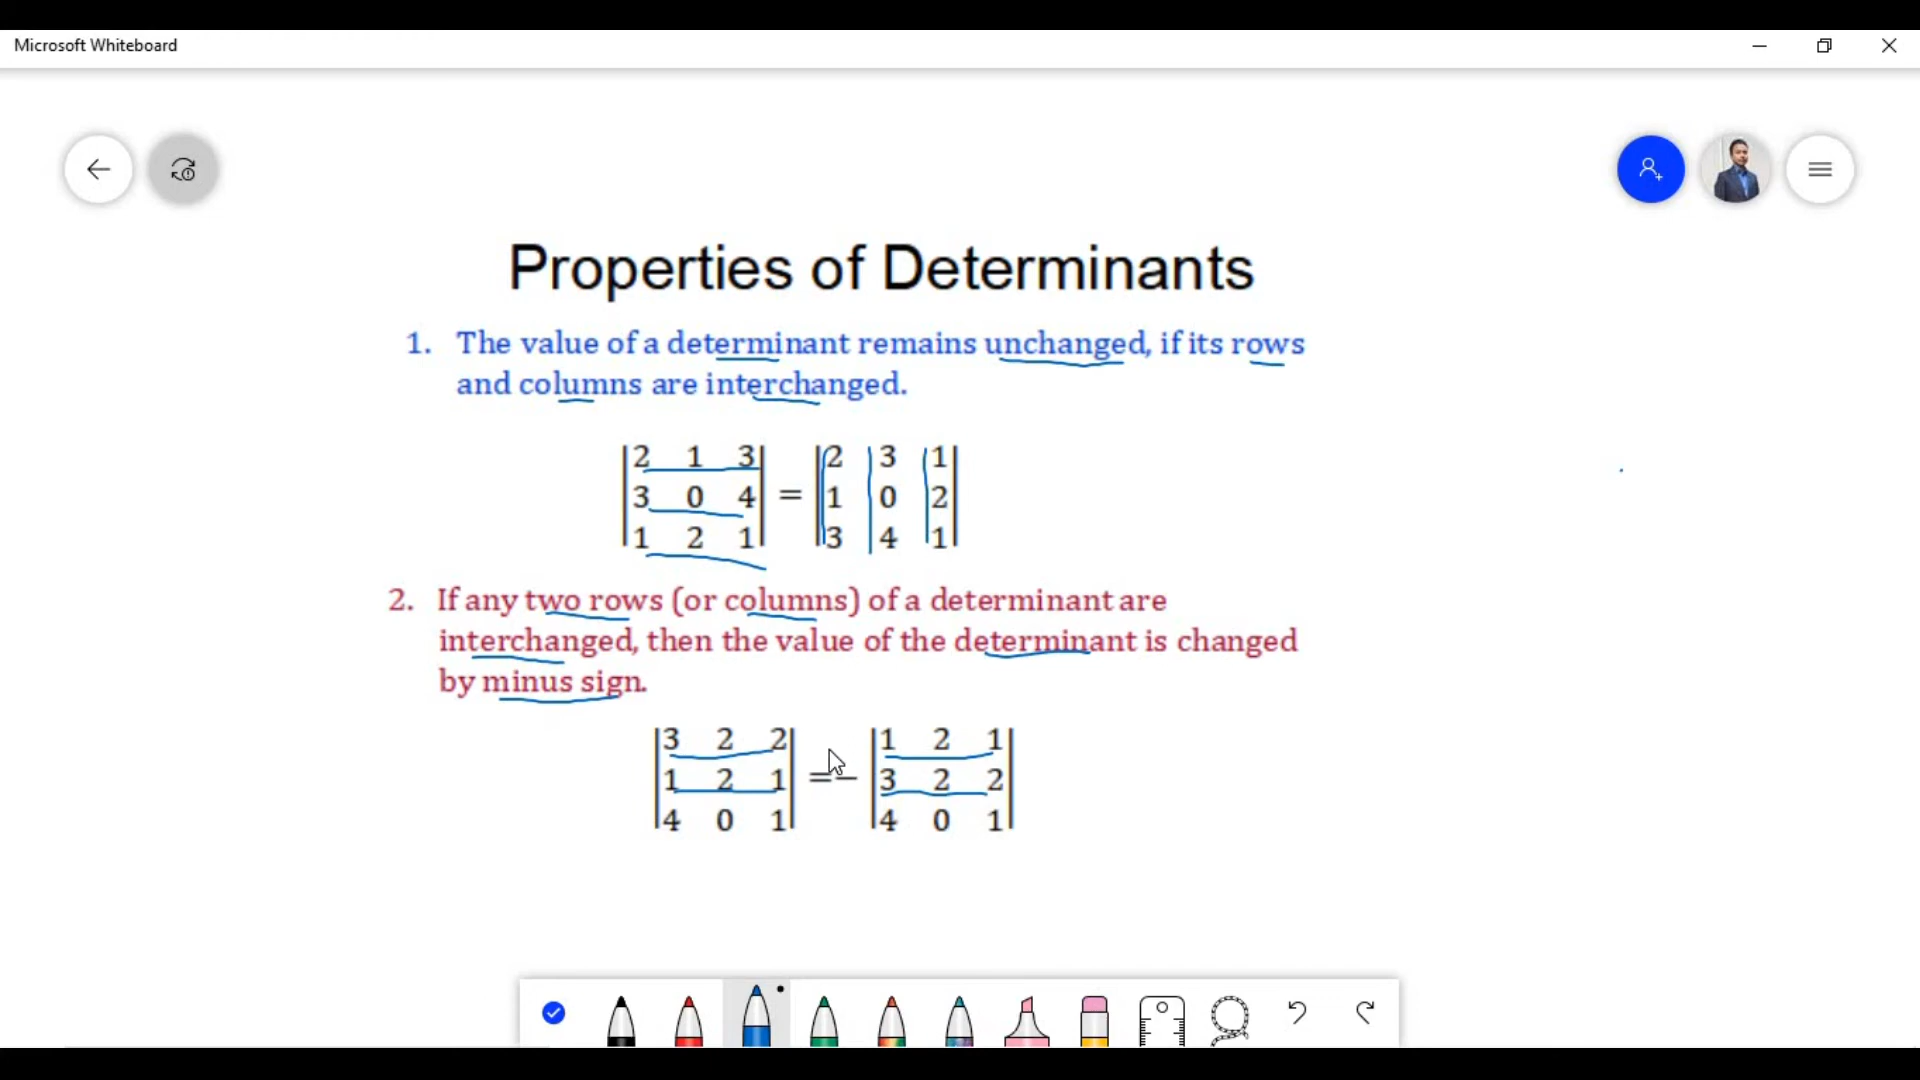 Microsoft Whiteboard
Properties of Determinants
1. The value of a determinant remains unchanged, if its rows
and columns are interchanged.
|2 1 3| |2 3 1|
|3 0 4| = |1 0 2|
|1 2 1| |3 4 1|
2. If any two rows (or columns) of a determinant are
interchanged, then the value of the determinant is changed
by minus sign.
|3 2 2| |1 2 1|
|1 2 1| =− |3 2 2|
|4 0 1| |4 0 1|